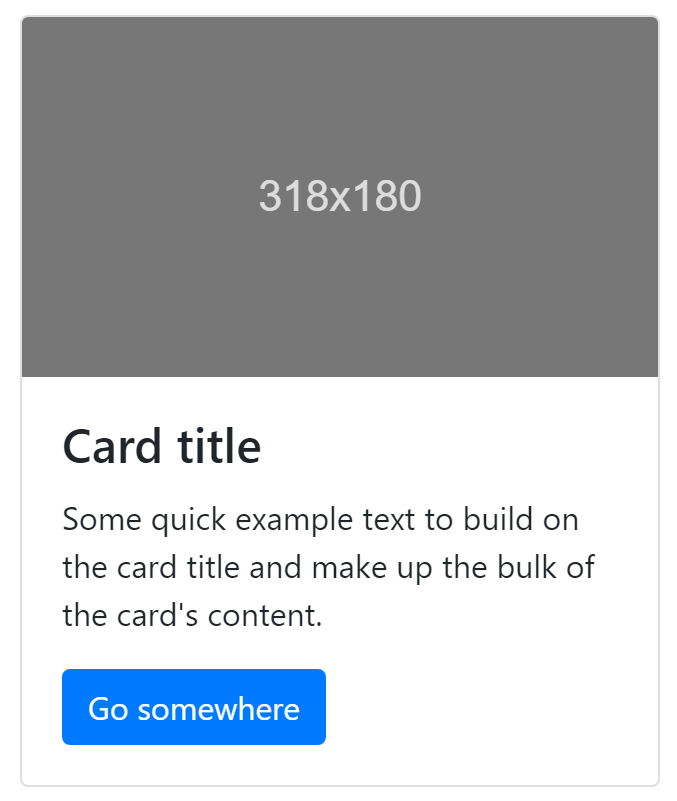 318x180
Card title
Some quick example text to build on
the card title and make up the bulk of
the card's content.
Go somewhere